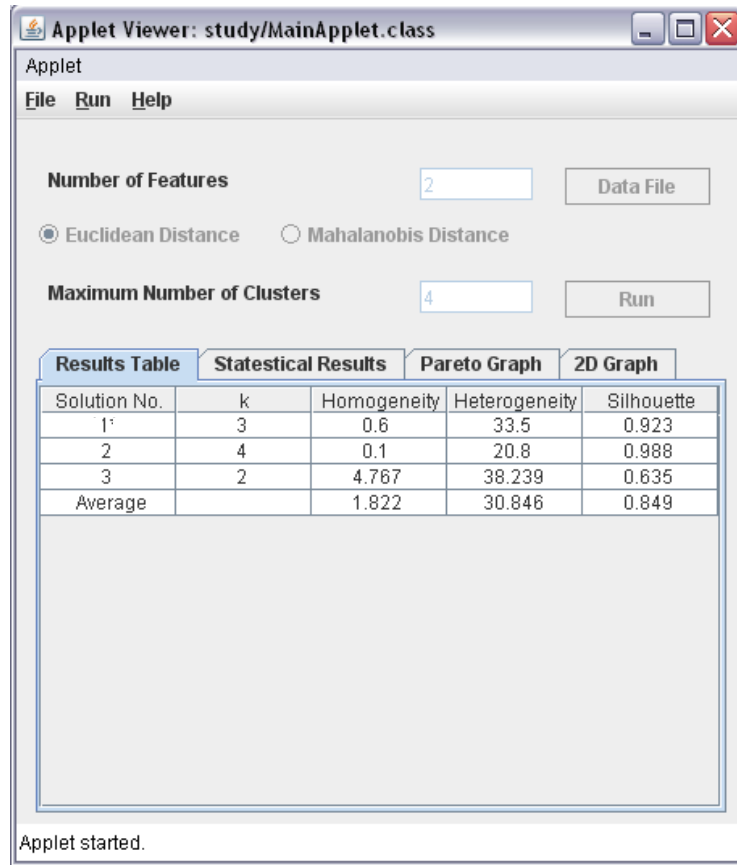 Applet Viewer: study/MainApplet.class
Applet
File Run Help
Number of Features 2 Data File
Euclidean Distance Mahalanobis Distance
Maximum Number of Clusters 4 Run
Results Table Statestical Results Pareto Graph 2D Graph
Solution No. k Homogeneity Heterogeneity Silhouette
1 3 0.6 33.5 0.923
2 4 0.1 20.8 0.988
3 2 4.767 38.239 0.635
Average 1.822 30.846 0.849
Applet started.